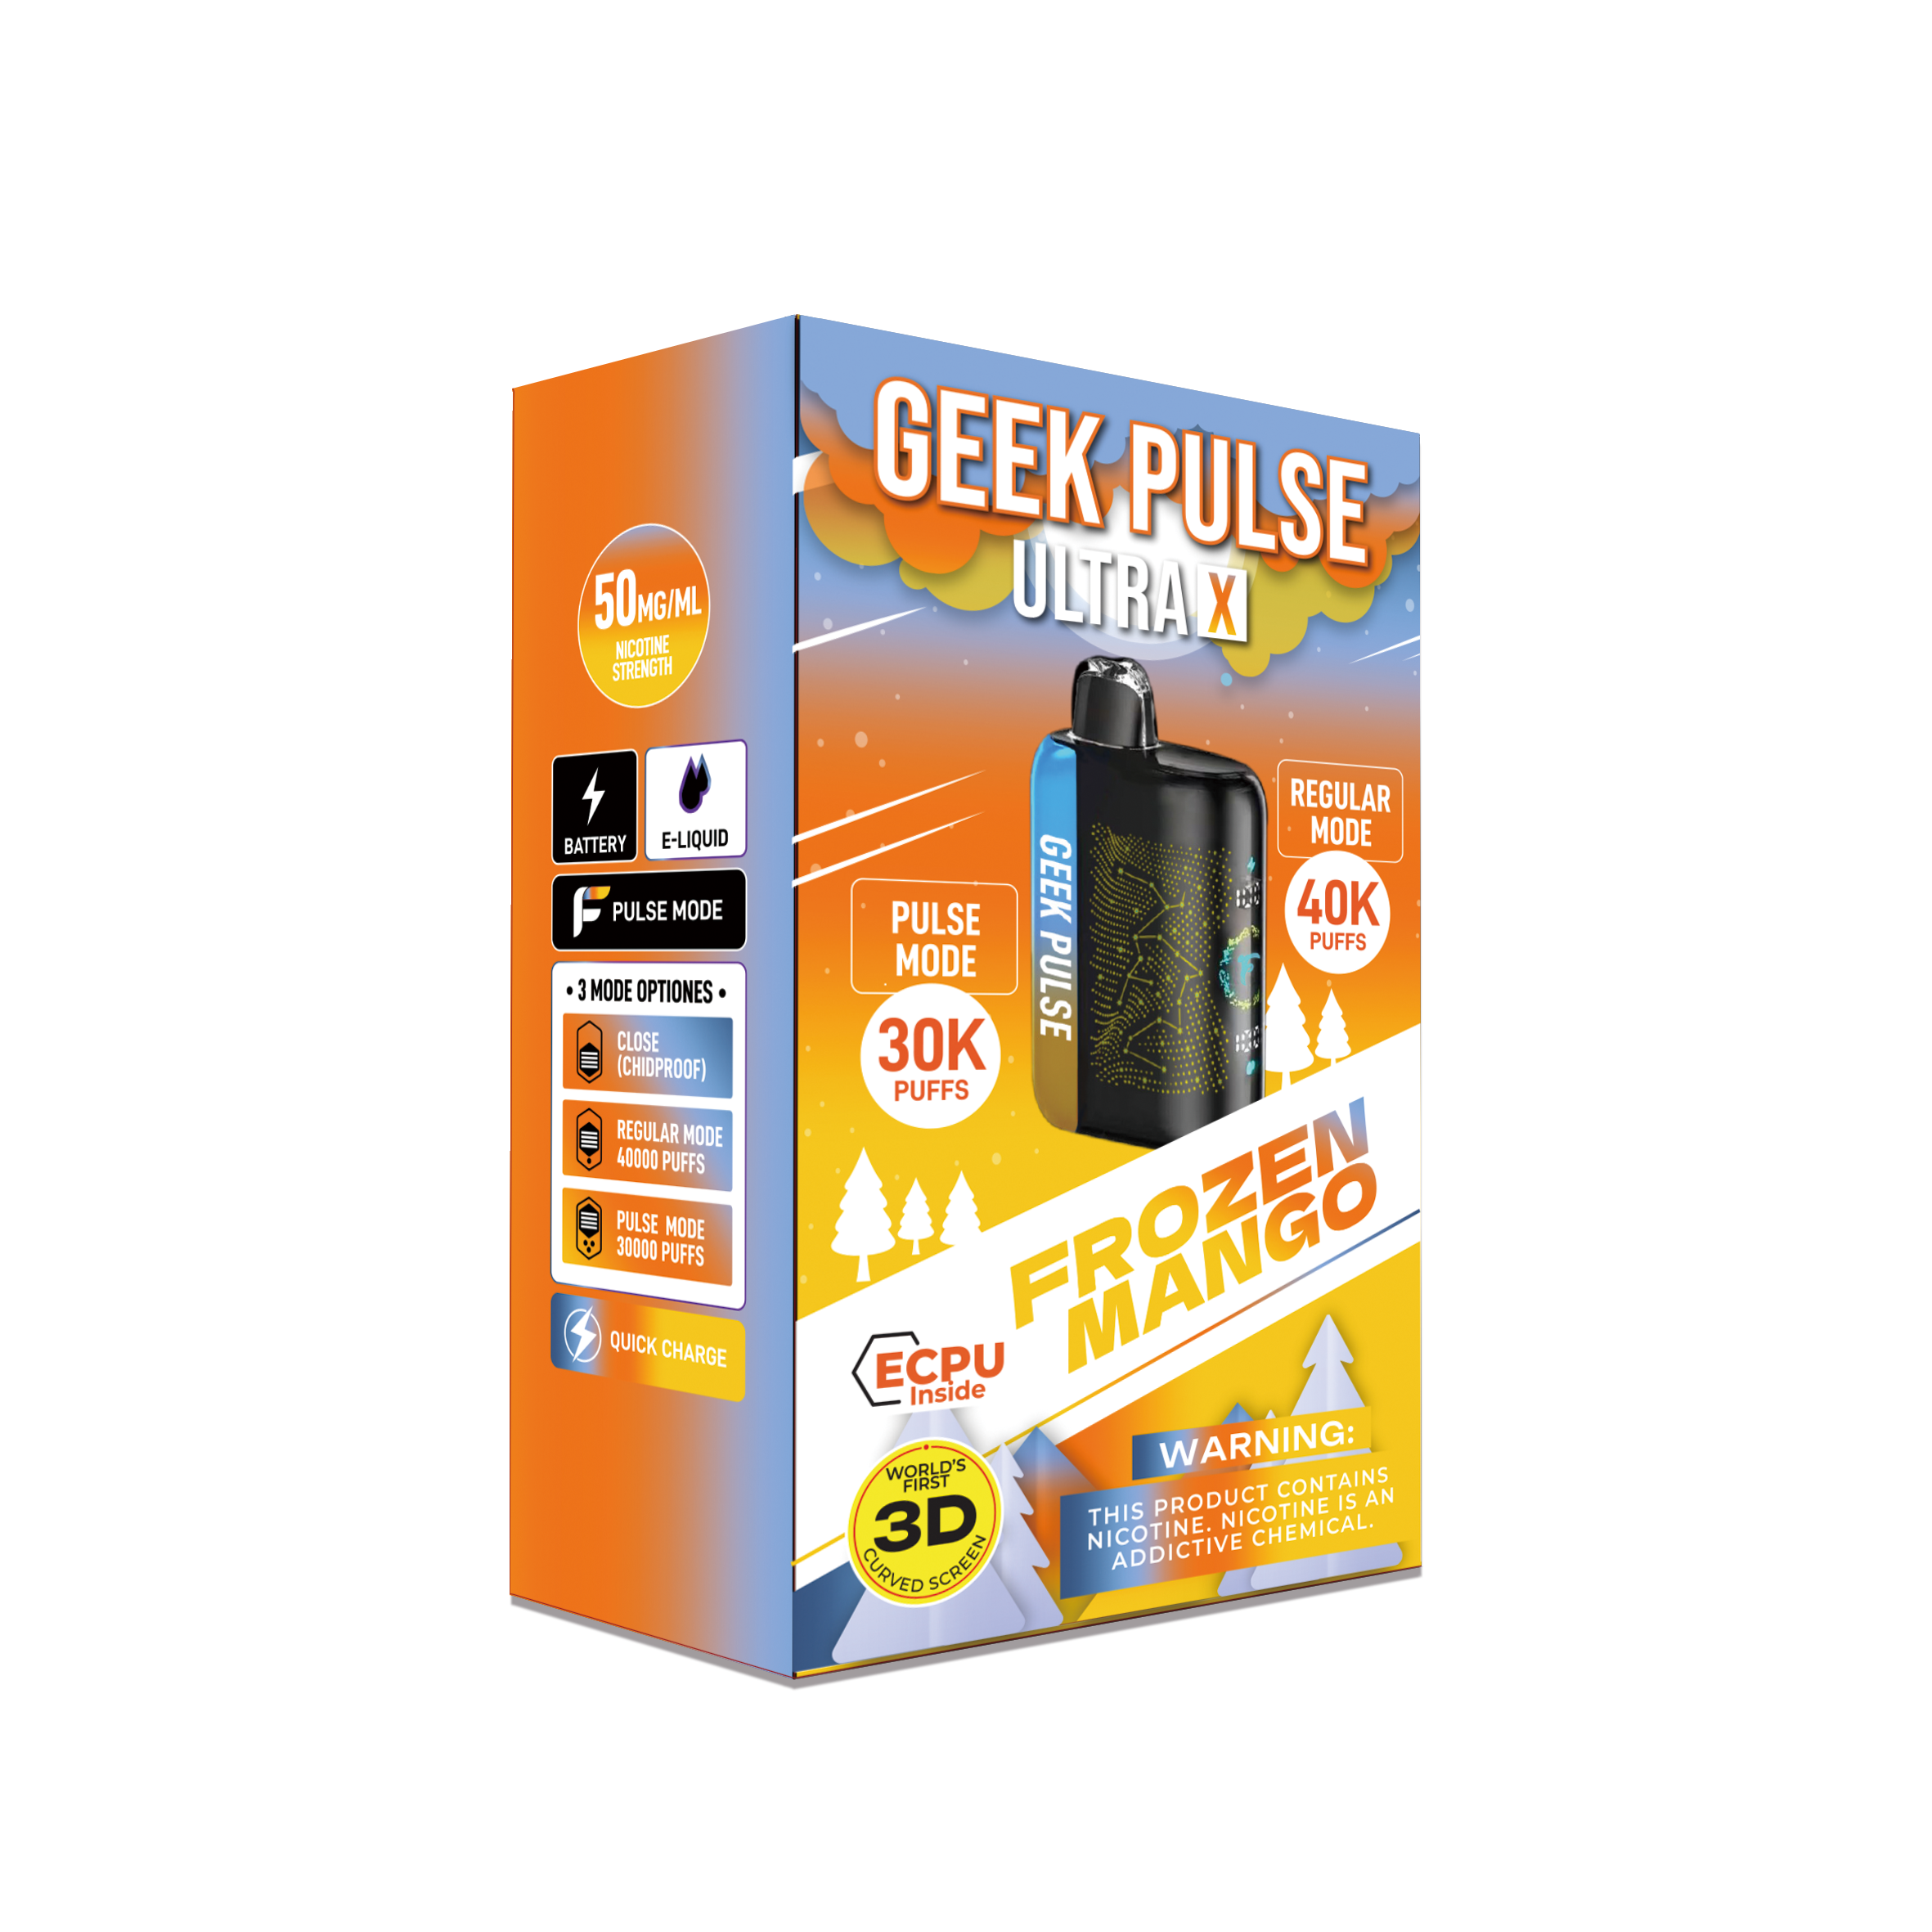 50MG/ML
NICOTINE
STRENGTH
BATTERY
E-LIQUID
PULSE MODE
• 3 MODE OPTIONES •
CLOSE
(CHIDPROOF)
REGULAR MODE
40000 PUFFS
PULSE MODE
30000 PUFFS
QUICK CHARGE
GEEK PULSE
ULTRA X
REGULAR
MODE
40K
PUFFS
PULSE
MODE
30K
PUFFS
GEEK PULSE
FROZEN
MANGO
ECPU
Inside
WORLD'S
FIRST
3D
CURVED SCREEN
WARNING:
THIS PRODUCT CONTAINS
NICOTINE. NICOTINE IS AN
ADDICTIVE CHEMICAL.